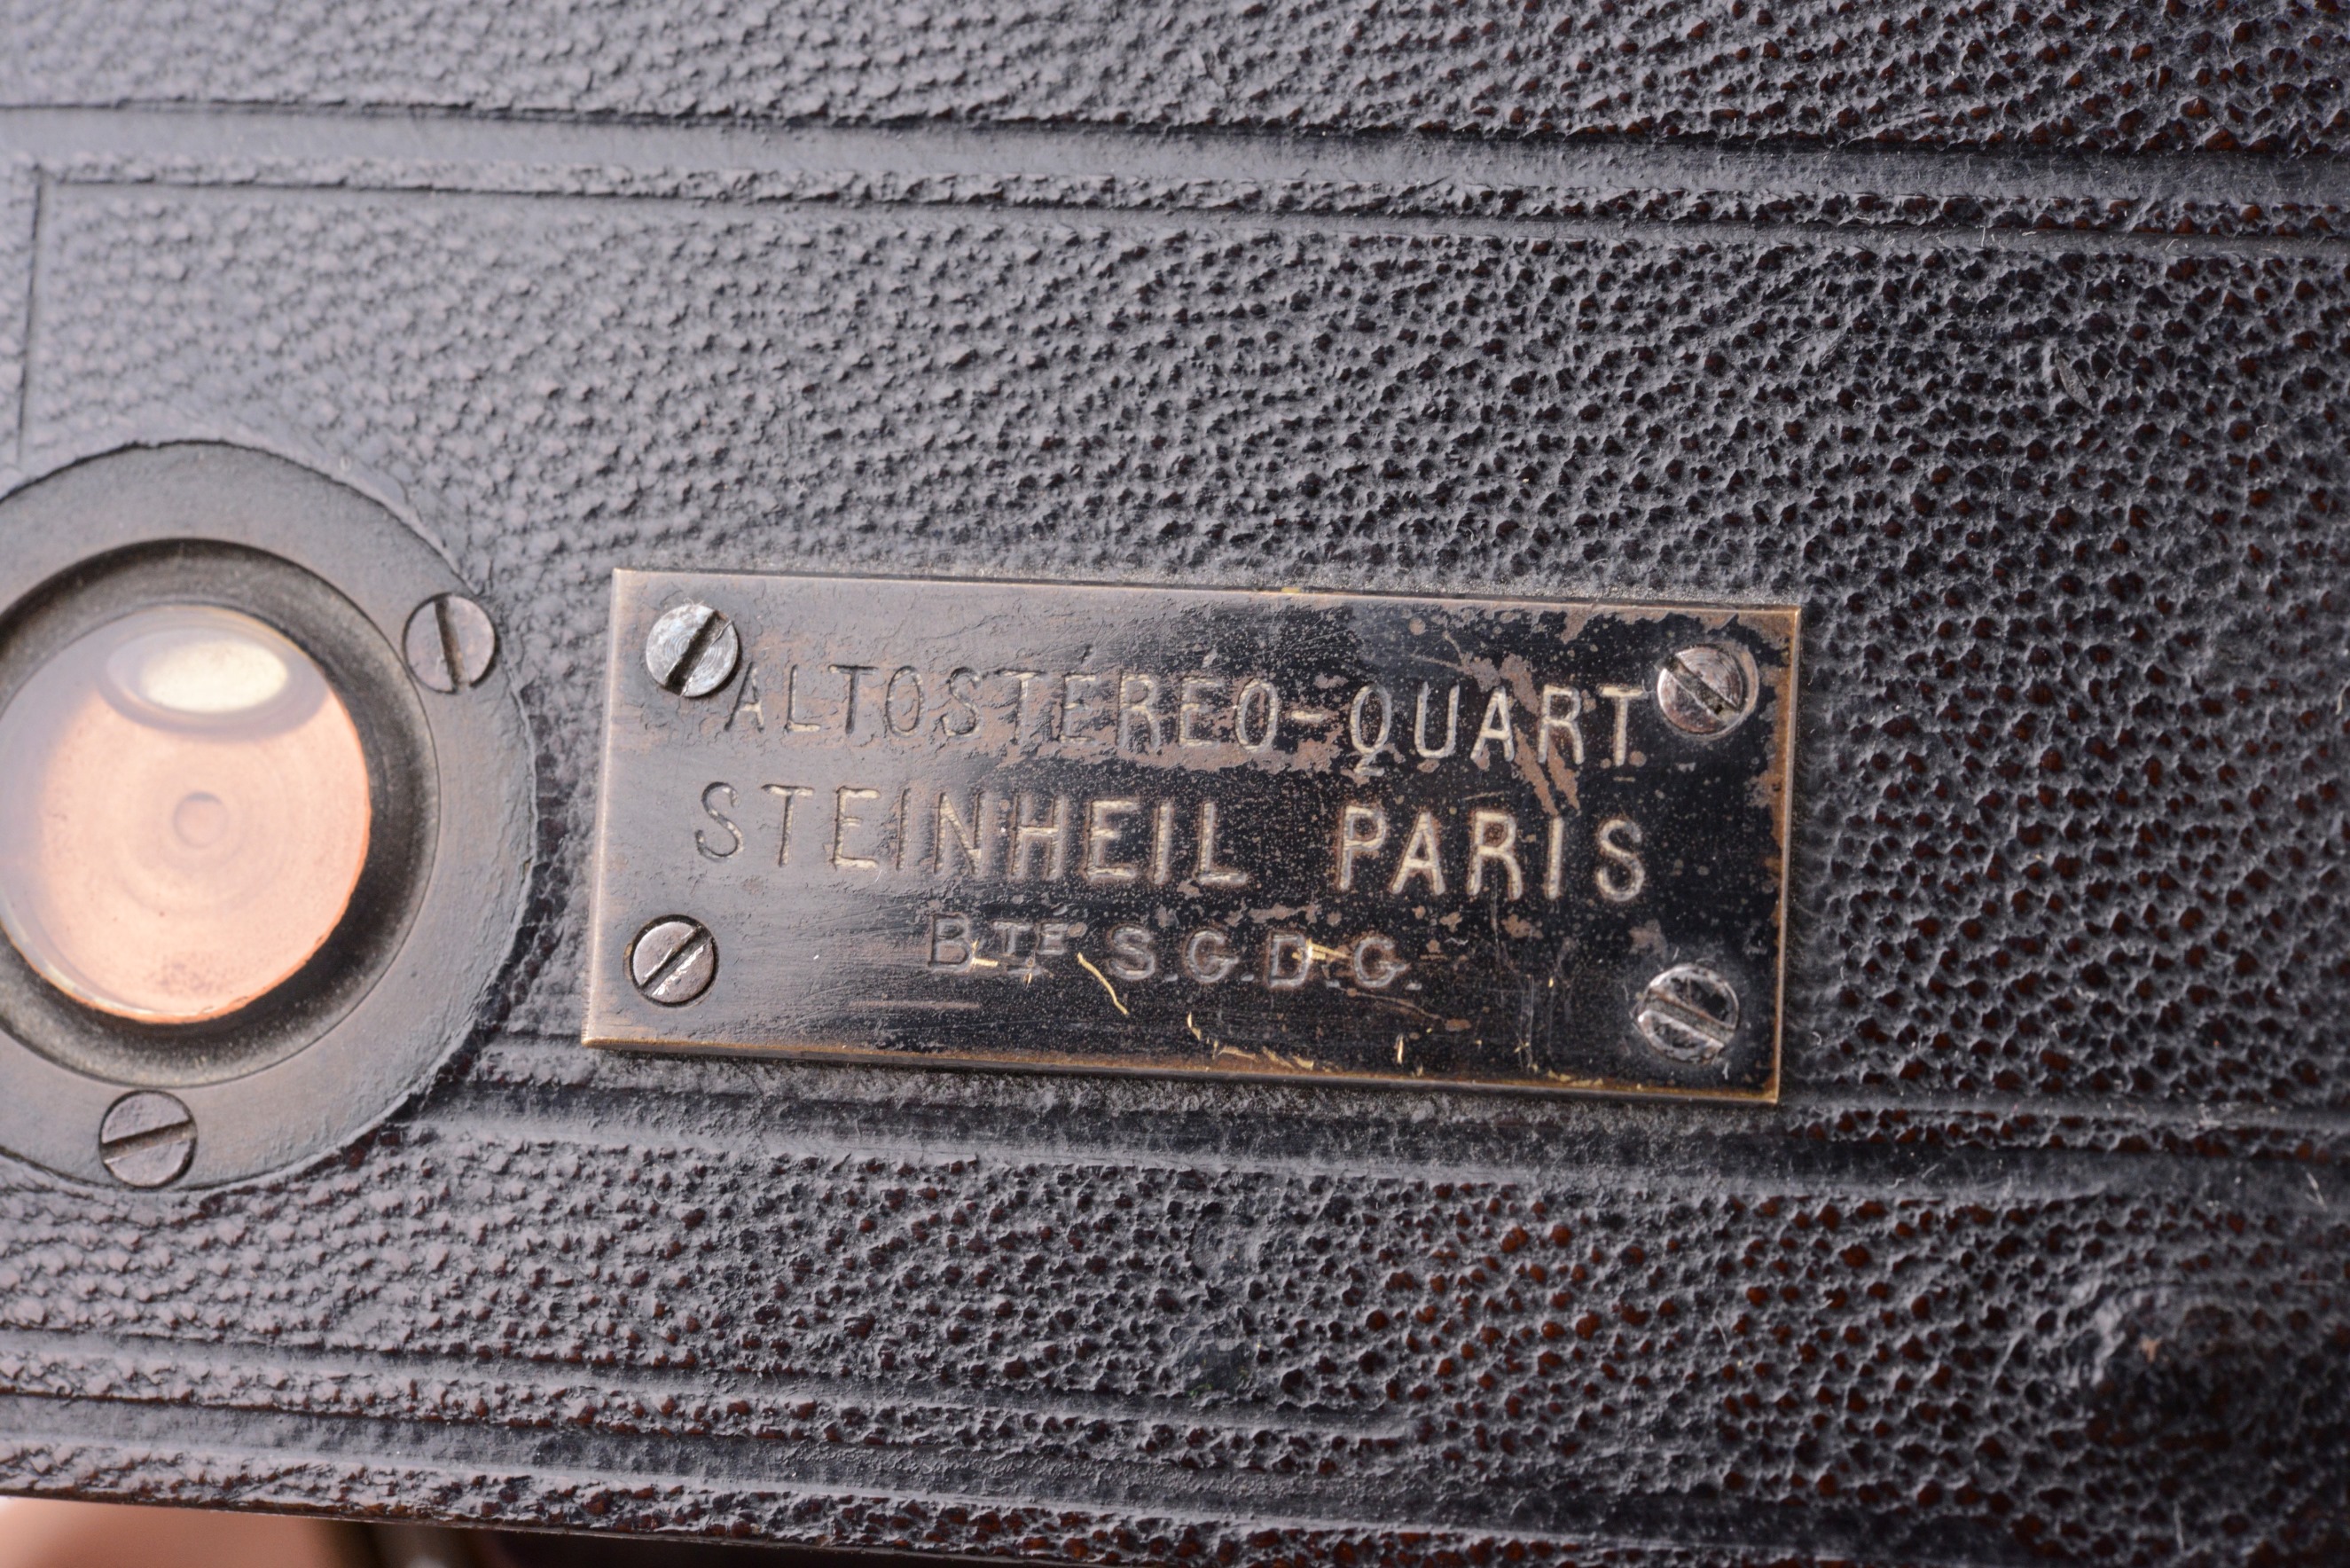 ALTOSTEREO-QUART
STEINHEIL PARIS
BTE S.G.D.G.